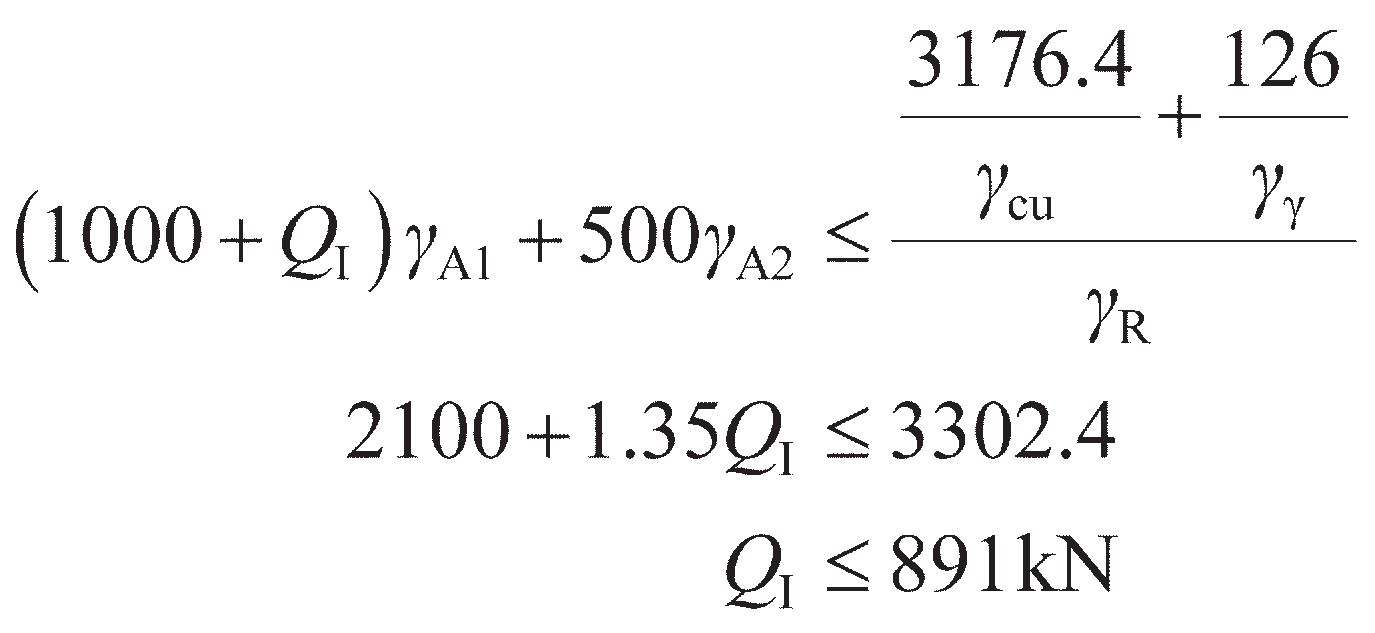 (1000 + Q_I)γ_A1 + 500γ_A2 ≤ (3176.4/γ_cu + 126/γ_γ)/γ_R
2100 + 1.35Q_I ≤ 3302.4
Q_I ≤ 891kN